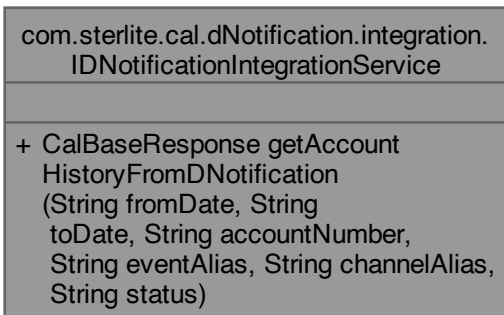 com.sterlite.cal.dNotification.integration.
IDNotificationIntegrationService
+ CalBaseResponse getAccount
HistoryFromDNotification
(String fromDate, String
toDate, String accountNumber,
String eventAlias, String channelAlias,
String status)